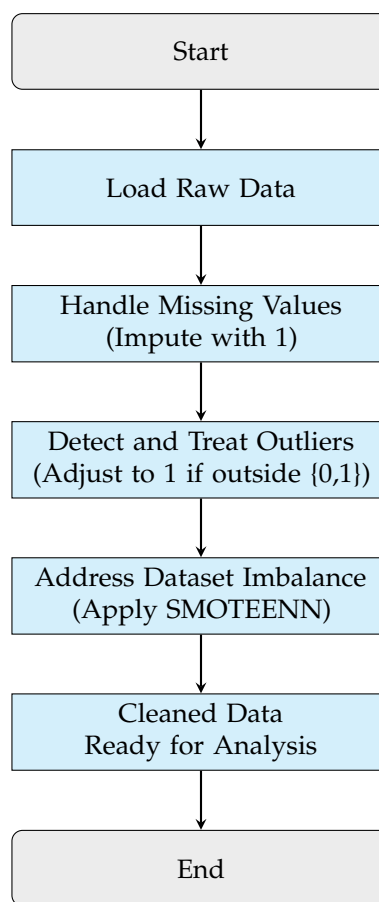 Start
Load Raw Data
Handle Missing Values
(Impute with 1)
Detect and Treat Outliers
(Adjust to 1 if outside {0,1})
Address Dataset Imbalance
(Apply SMOTEENN)
Cleaned Data
Ready for Analysis
End